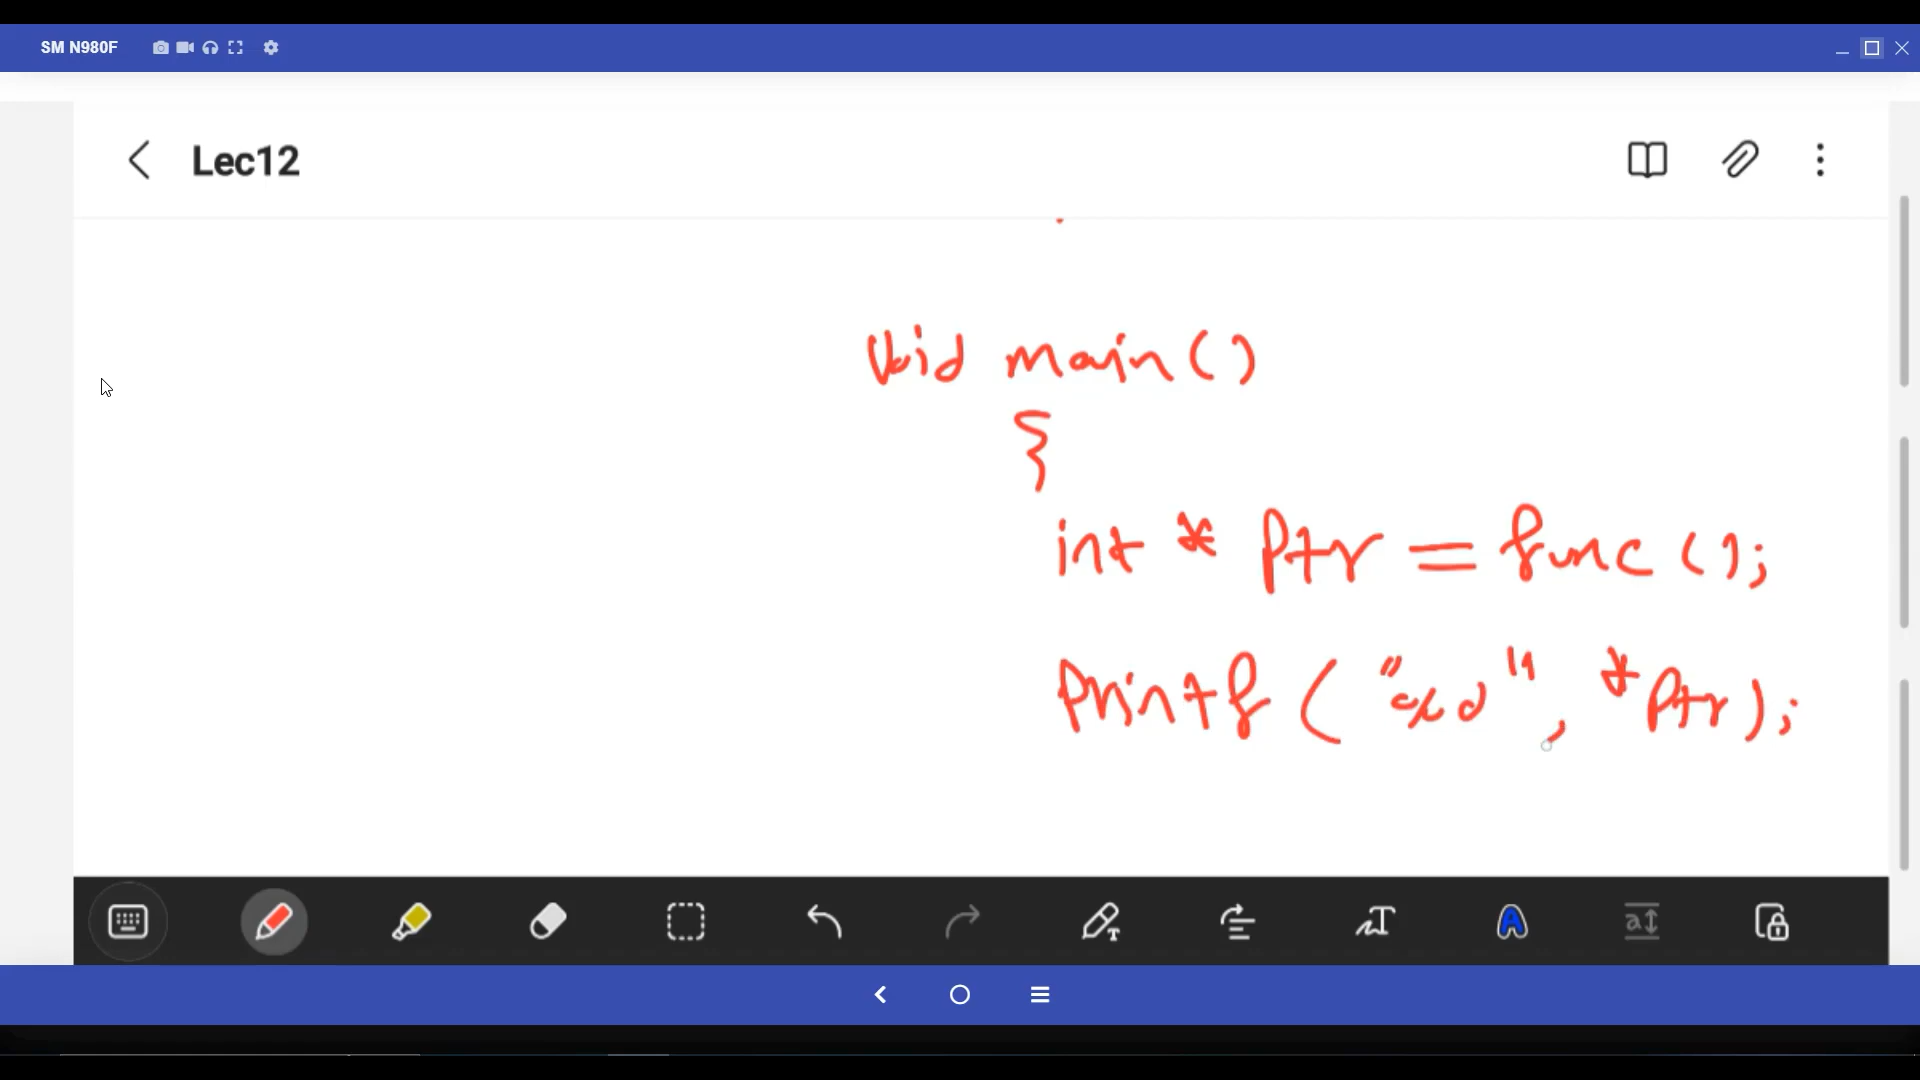 SM N980F
Lec12
void main()
{
int * Ptr = func();
Printf ("%d", *Ptr);